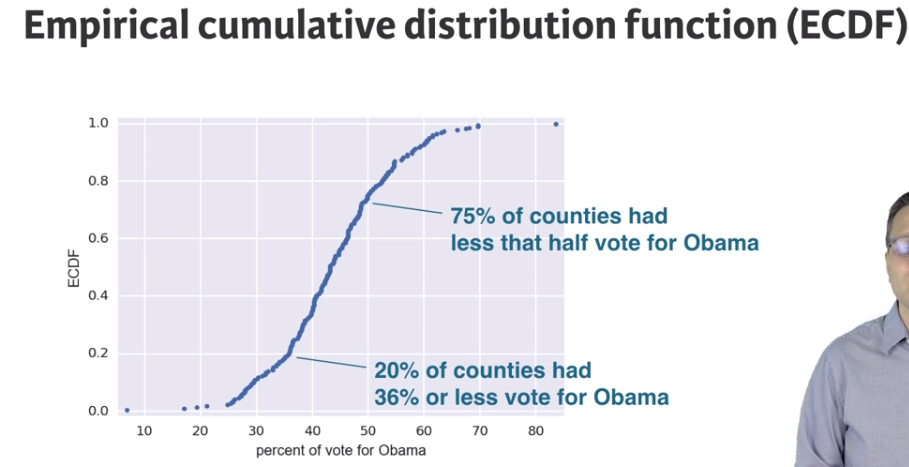 Empirical cumulative distribution function (ECDF)
1.0
0.8
75% of counties had
less that half vote for Obama
0.6
ECDF
0.4
0.2
20% of counties had
36% or less vote for Obama
0.0
10 20 30 40 50 60 70 80
percent of vote for Obama